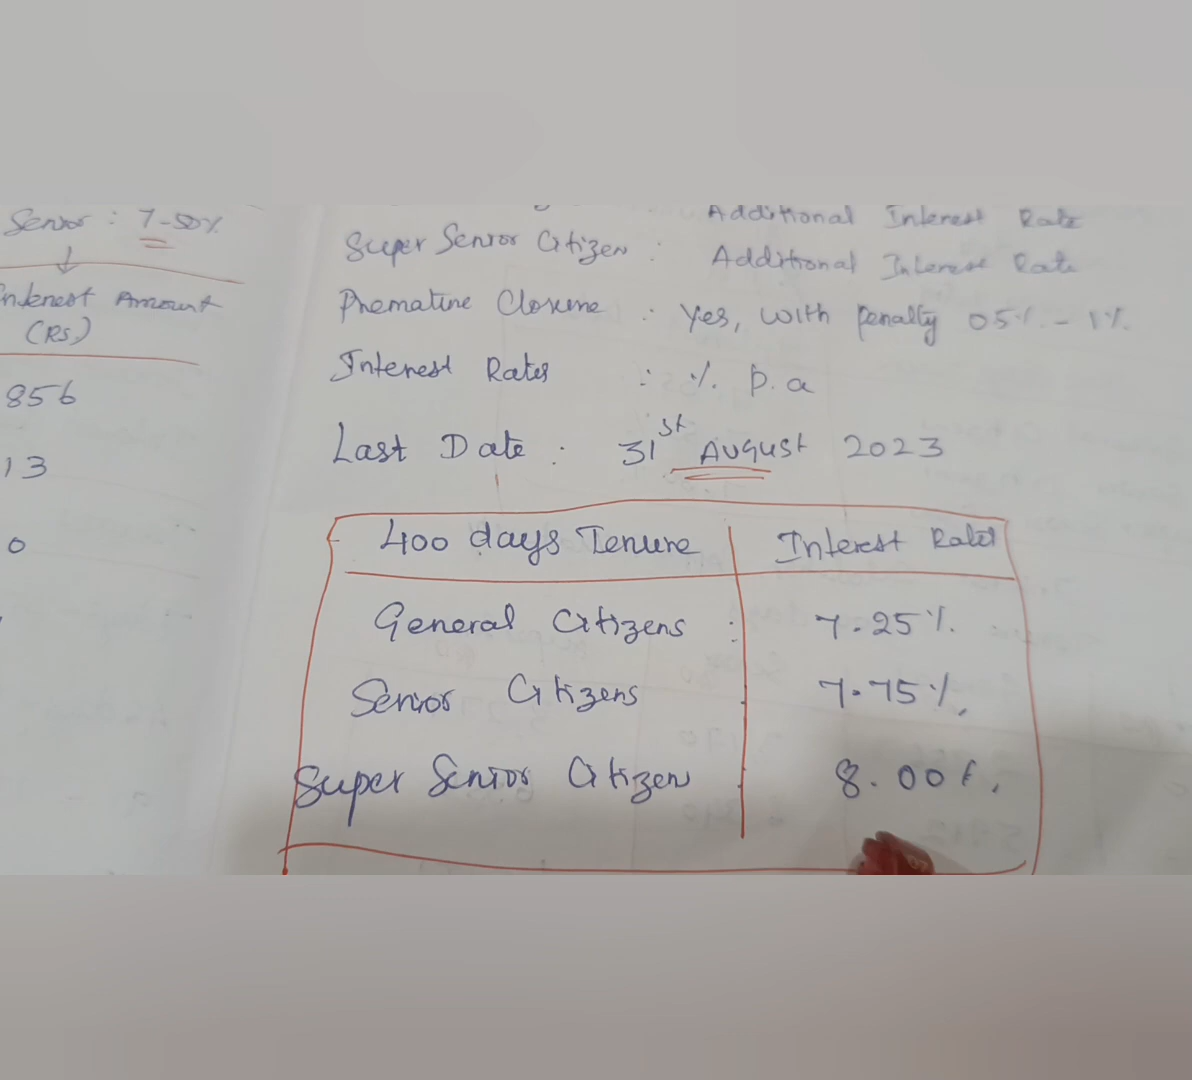 Senior : 7.50%
Interest Amount
(Rs)
856
13
0
Additional Interest Rate
Super Senior Citizen : Additional Interest Rate
Premature Closure : Yes, with penalty 05% - 1%.
Interest Rates : % p.a
Last Date : 31st August 2023
400 days Tenure Interest Rates
General Citizens : 7.25%.
Senior Citizens 7.75%.
Super Senior Citizen 8.00%.